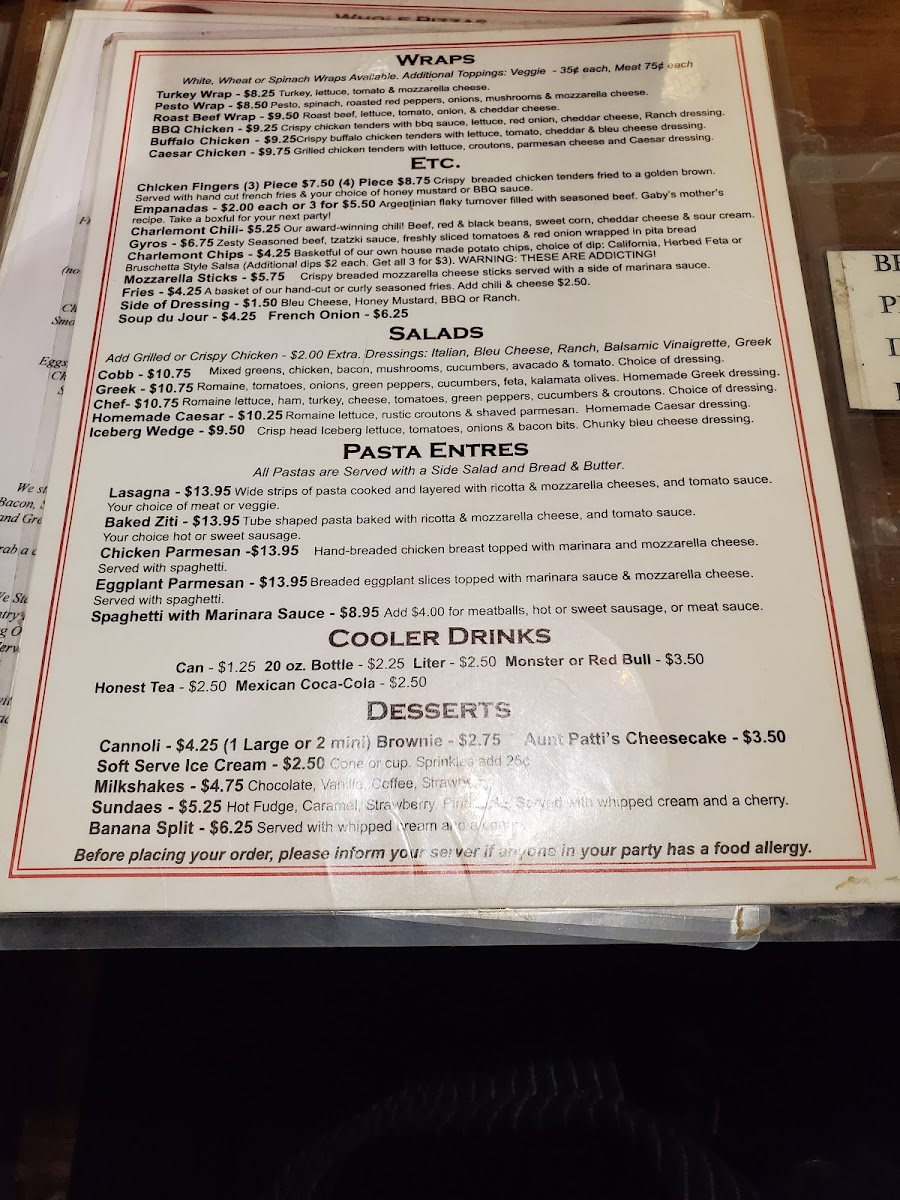 WHOLE PIZZAS
WRAPS
White, Wheat or Spinach Wraps Available. Additional Toppings: Veggie - 35¢ each, Meat 75¢ each
Turkey Wrap - $8.25 Turkey, lettuce, tomato & mozzarella cheese.
Pesto Wrap - $8.50 Pesto, spinach, roasted red peppers, onions, mushrooms & mozzarella cheese.
Roast Beef Wrap - $9.50 Roast beef, lettuce, tomato, onion, & cheddar cheese.
BBQ Chicken - $9.25 Crispy chicken tenders with bbq sauce, lettuce, red onion, cheddar cheese, Ranch dressing.
Buffalo Chicken - $9.25Crispy buffalo chicken tenders with lettuce, tomato, cheddar & bleu cheese dressing.
Caesar Chicken - $9.75 Grilled chicken tenders with lettuce, croutons, parmesan cheese and Caesar dressing.
ETC.
Chicken Fingers (3) Piece $7.50 (4) Piece $8.75 Crispy breaded chicken tenders fried to a golden brown.
Served with hand cut french fries & your choice of honey mustard or BBQ sauce.
Empanadas - $2.00 each or 3 for $5.50 Argentinian flaky turnover filled with seasoned beef. Gaby's mother's
recipe. Take a boxful for your next party!
Charlemont Chili- $5.25 Our award-winning chili! Beef, red & black beans, sweet corn, cheddar cheese & sour cream.
Gyros - $6.75 Zesty Seasoned beef, tzatzki sauce, freshly sliced tomatoes & red onion wrapped in pita bread
Charlemont Chips - $4.25 Basketful of our own house made potato chips, choice of dip: California, Herbed Feta or
Bruschetta Style Salsa (Additional dips $2 each. Get all 3 for $3). WARNING: THESE ARE ADDICTING!
Mozzarella Sticks - $5.75 Crispy breaded mozzarella cheese sticks served with a side of marinara sauce.
Fries - $4.25 A basket of our hand-cut or curly seasoned fries. Add chili & cheese $2.50.
Side of Dressing - $1.50 Bleu Cheese, Honey Mustard, BBQ or Ranch.
Soup du Jour - $4.25 French Onion - $6.25
SALADS
Add Grilled or Crispy Chicken - $2.00 Extra. Dressings: Italian, Bleu Cheese, Ranch, Balsamic Vinaigrette, Greek
Cobb - $10.75 Mixed greens, chicken, bacon, mushrooms, cucumbers, avacado & tomato. Choice of dressing.
Greek - $10.75 Romaine, tomatoes, onions, green peppers, cucumbers, feta, kalamata olives. Homemade Greek dressing.
Chef- $10.75 Romaine lettuce, ham, turkey, cheese, tomatoes, green peppers, cucumbers & croutons. Choice of dressing.
Homemade Caesar - $10.25 Romaine lettuce, rustic croutons & shaved parmesan. Homemade Caesar dressing.
Iceberg Wedge - $9.50 Crisp head Iceberg lettuce, tomatoes, onions & bacon bits. Chunky bleu cheese dressing.
PASTA ENTRES
All Pastas are Served with a Side Salad and Bread & Butter.
Lasagna - $13.95 Wide strips of pasta cooked and layered with ricotta & mozzarella cheeses, and tomato sauce.
Your choice of meat or veggie.
Baked Ziti - $13.95 Tube shaped pasta baked with ricotta & mozzarella cheese, and tomato sauce.
Your choice hot or sweet sausage.
Chicken Parmesan -$13.95 Hand-breaded chicken breast topped with marinara and mozzarella cheese.
Served with spaghetti.
Eggplant Parmesan - $13.95 Breaded eggplant slices topped with marinara sauce & mozzarella cheese.
Served with spaghetti.
Spaghetti with Marinara Sauce - $8.95 Add $4.00 for meatballs, hot or sweet sausage, or meat sauce.
COOLER DRINKS
Can - $1.25 20 oz. Bottle - $2.25 Liter - $2.50 Monster or Red Bull - $3.50
Honest Tea - $2.50 Mexican Coca-Cola - $2.50
DESSERTS
Cannoli - $4.25 (1 Large or 2 mini) Brownie - $2.75 Aunt Patti's Cheesecake - $3.50
Soft Serve Ice Cream - $2.50 Cone or cup. Sprinkles add 25¢
Milkshakes - $4.75 Chocolate, Vanilla, Coffee, Strawberry
Sundaes - $5.25 Hot Fudge, Caramel, Strawberry, Served with whipped cream and a cherry.
Banana Split - $6.25 Served with whipped cream and a cherry
Before placing your order, please inform your server if anyone in your party has a food allergy.